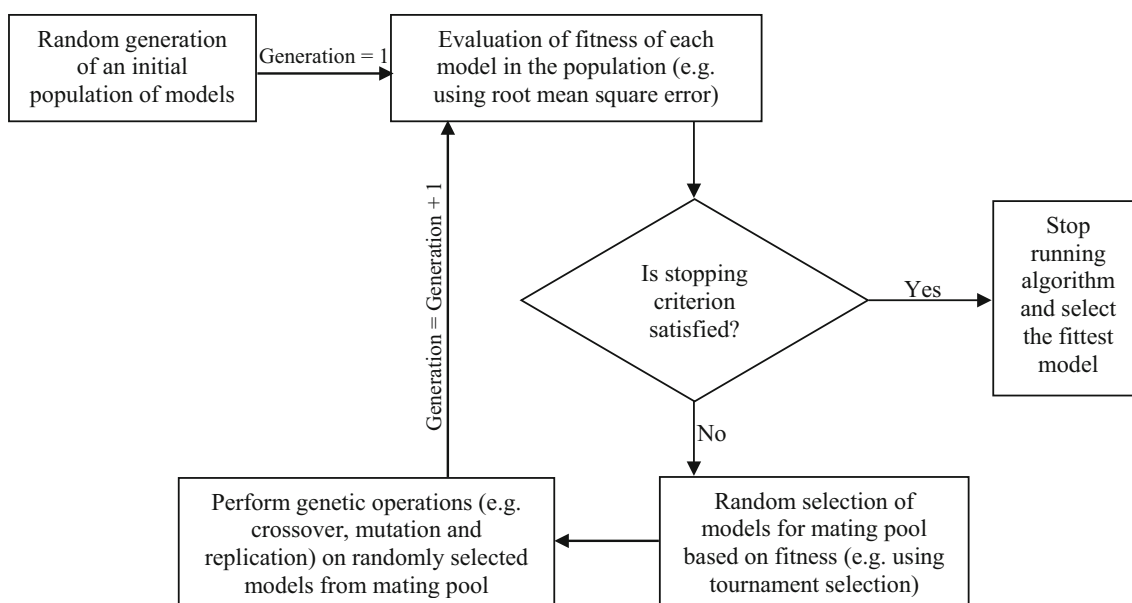 Random generation
of an initial
population of models
Generation = 1
Evaluation of fitness of each
model in the population (e.g.
using root mean square error)
Generation = Generation + 1
Is stopping
criterion
satisfied?
Yes
Stop
running
algorithm
and select
the fittest
model
No
Perform genetic operations (e.g.
crossover, mutation and
replication) on randomly selected
models from mating pool
Random selection of
models for mating pool
based on fitness (e.g. using
tournament selection)